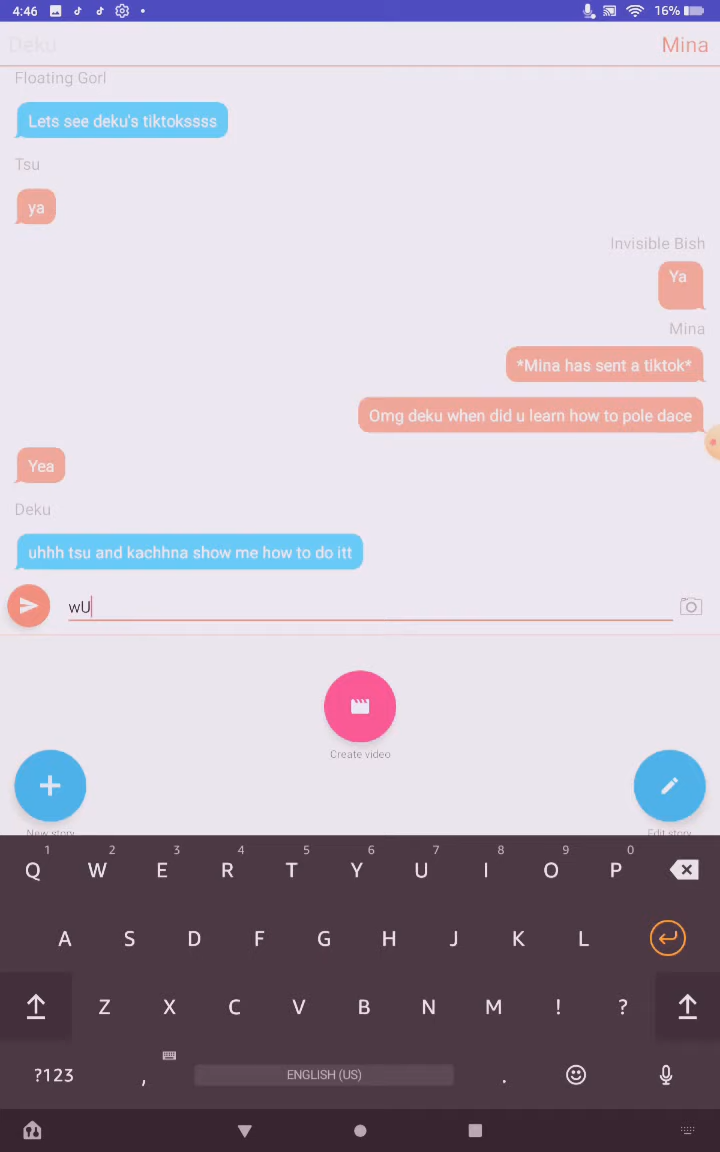 4:46
16%
Deku
Mina
Floating Gorl
Lets see deku's tiktokssss
Tsu
ya
Invisible Bish
Ya
Mina
*Mina has sent a tiktok*
Omg deku when did u learn how to pole dace
Yea
Deku
uhhh tsu and kachhna show me how to do itt
wU
Create video
New story
Edit story
1 2 3 4 5 6 7 8 9 0
Q W E R T Y U I O P
A S D F G H J K L
Z X C V B N M ! ?
?123 , ENGLISH (US) .